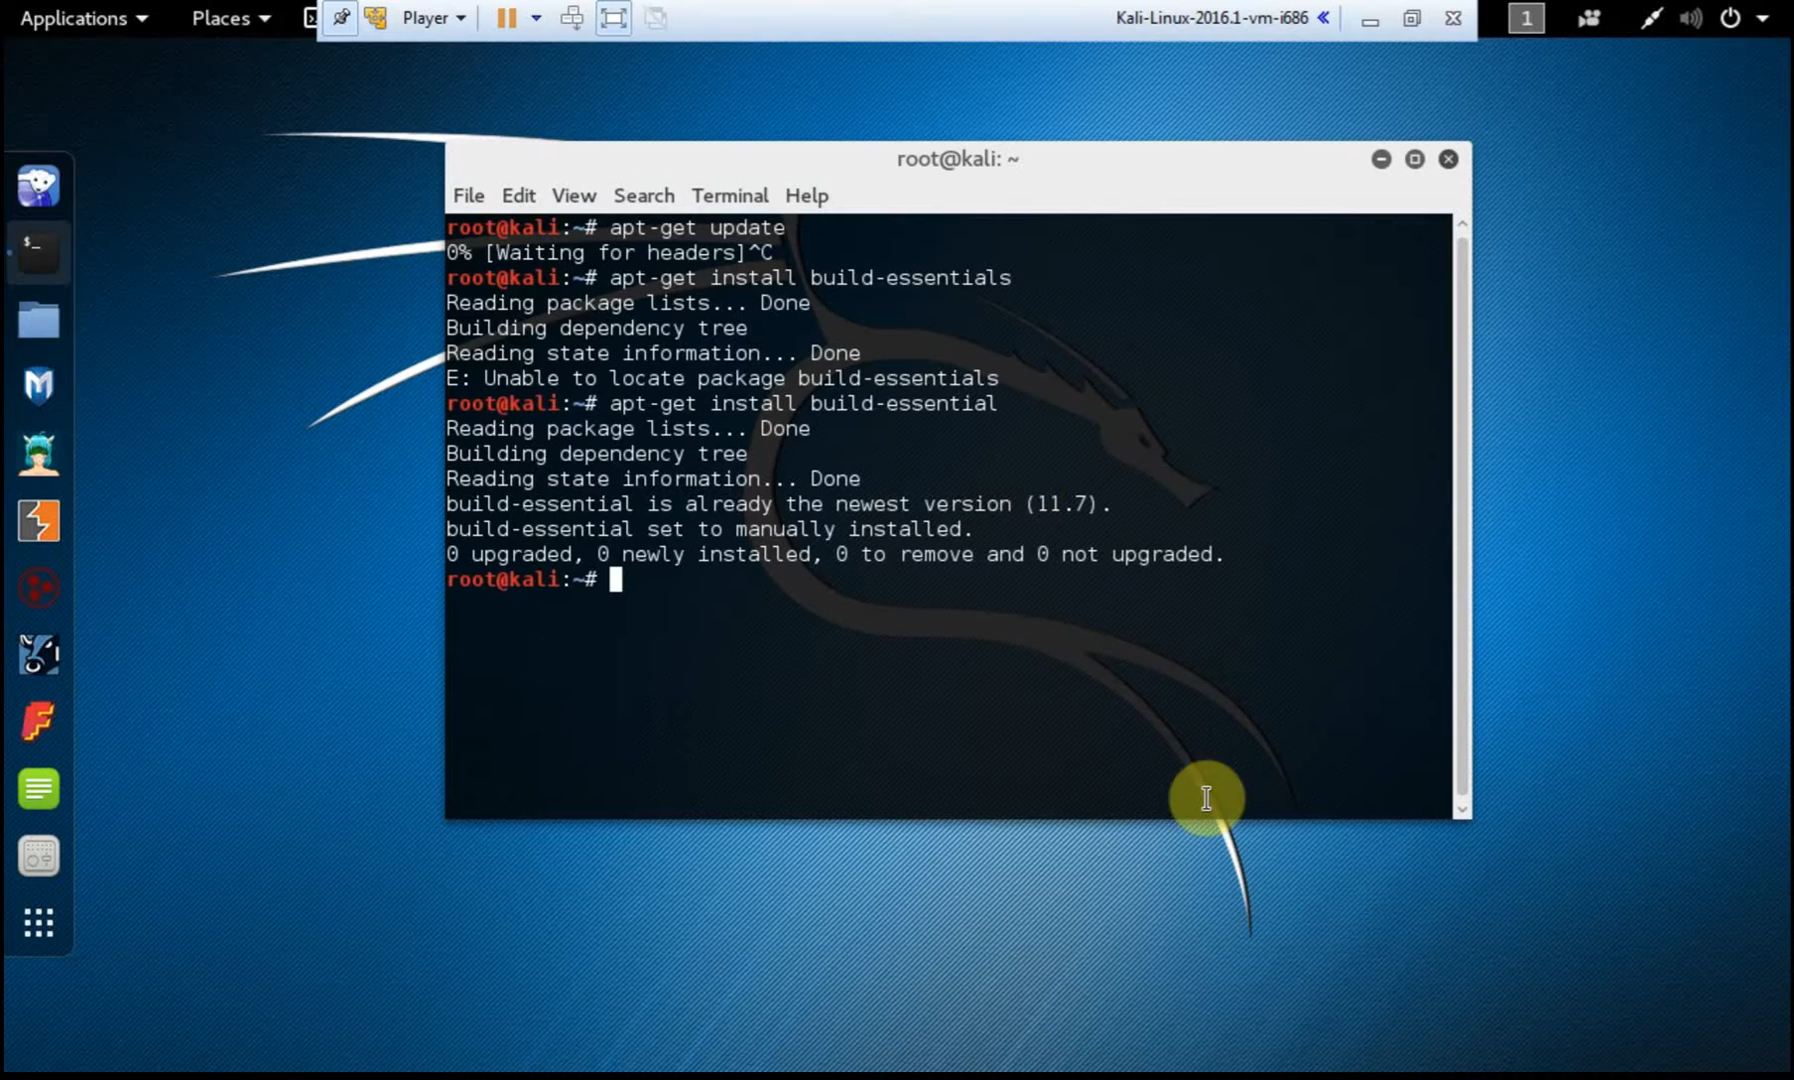 Applications Places Player Kali-Linux-2016.1-vm-i686 1
root@kali: ~
File Edit View Search Terminal Help
root@kali:~# apt-get update
0% [Waiting for headers]^C
root@kali:~# apt-get install build-essentials
Reading package lists... Done
Building dependency tree
Reading state information... Done
E: Unable to locate package build-essentials
root@kali:~# apt-get install build-essential
Reading package lists... Done
Building dependency tree
Reading state information... Done
build-essential is already the newest version (11.7).
build-essential set to manually installed.
0 upgraded, 0 newly installed, 0 to remove and 0 not upgraded.
root@kali:~#